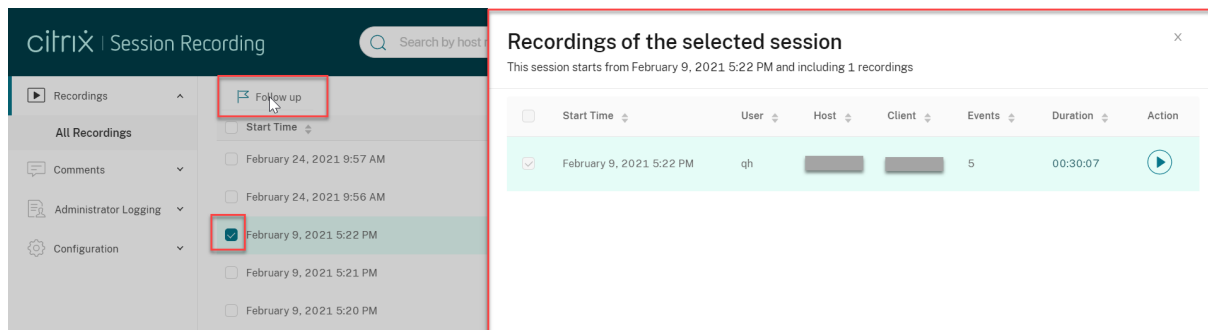 citrix | Session Recording
Search by host
Recordings
All Recordings
Comments
Administrator Logging
Configuration
Follow up
Start Time
February 24, 2021 9:57 AM
February 24, 2021 9:56 AM
February 9, 2021 5:22 PM
February 9, 2021 5:21 PM
February 9, 2021 5:20 PM
Recordings of the selected session
This session starts from February 9, 2021 5:22 PM and including 1 recordings
Start Time User Host Client Events Duration Action
February 9, 2021 5:22 PM qh 5 00:30:07